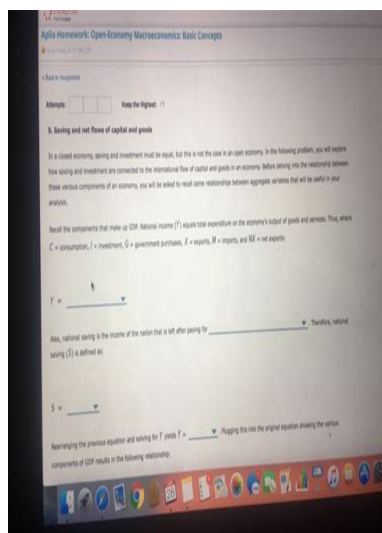 Aplia Homework: Open-Economy Macroeconomics: Basic Concepts
Back to Assignment
Attempts: Keep the Highest: /
5. Saving and net flows of capital and goods
In a closed economy, saving and investment must be equal, but this is not the case in an open economy. In the following problem, you will explore
how saving and investment are connected to the international flow of capital and goods in an economy. Before delving into the relationship between
these various components of an economy, you will be asked to recall some relationships between aggregate variables that will be useful in your
analysis.
Recall the components that make up GDP. National income (Y) equals total expenditure on the economy's output of goods and services. Thus, where
C = consumption, I = investment, G = government purchases, X = exports, M = imports, and NX = net exports:
Y =
Also, national saving is the income of the nation that is left after paying for . Therefore, national
saving (S) is defined as:
S =
Rearranging the previous equation and solving for Y yields Y = . Plugging this into the original equation showing the various
components of GDP results in the following relationship:
28